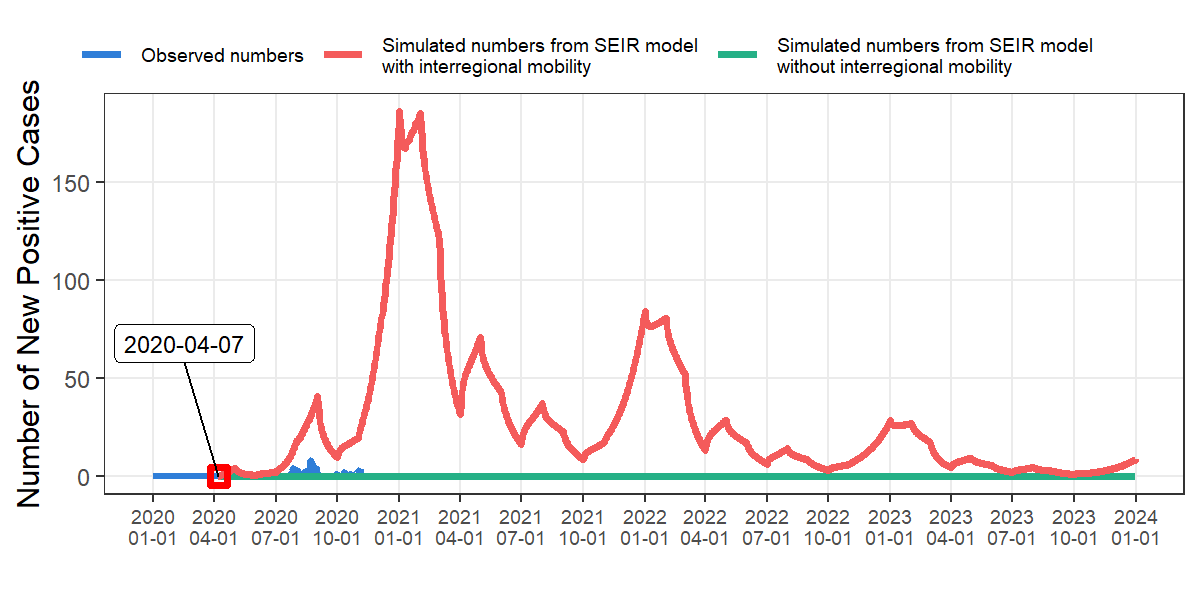 Observed numbers
Simulated numbers from SEIR model
with interregional mobility
Simulated numbers from SEIR model
without interregional mobility
Number of New Positive Cases
150
100
50
0
2020-04-07
2020 2020 2020 2020 2021 2021 2021 2021 2022 2022 2022 2022 2023 2023 2023 2023 2024
01-01 04-01 07-01 10-01 01-01 04-01 07-01 10-01 01-01 04-01 07-01 10-01 01-01 04-01 07-01 10-01 01-01